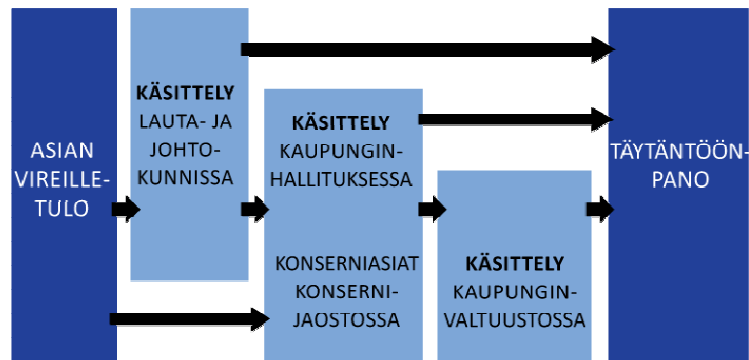 ASIAN
VIREILLE-
TULO
KÄSITTELY
LAUTA- JA
JOHTO-
KUNNISSA
KÄSITTELY
KAUPUNGIN-
HALLITUKSESSA
KONSERNIASIAT
KONSERNI-
JAOSTOSSA
KÄSITTELY
KAUPUNGIN-
VALTUUSTOSSA
TÄYTÄNTÖÖN-
PANO